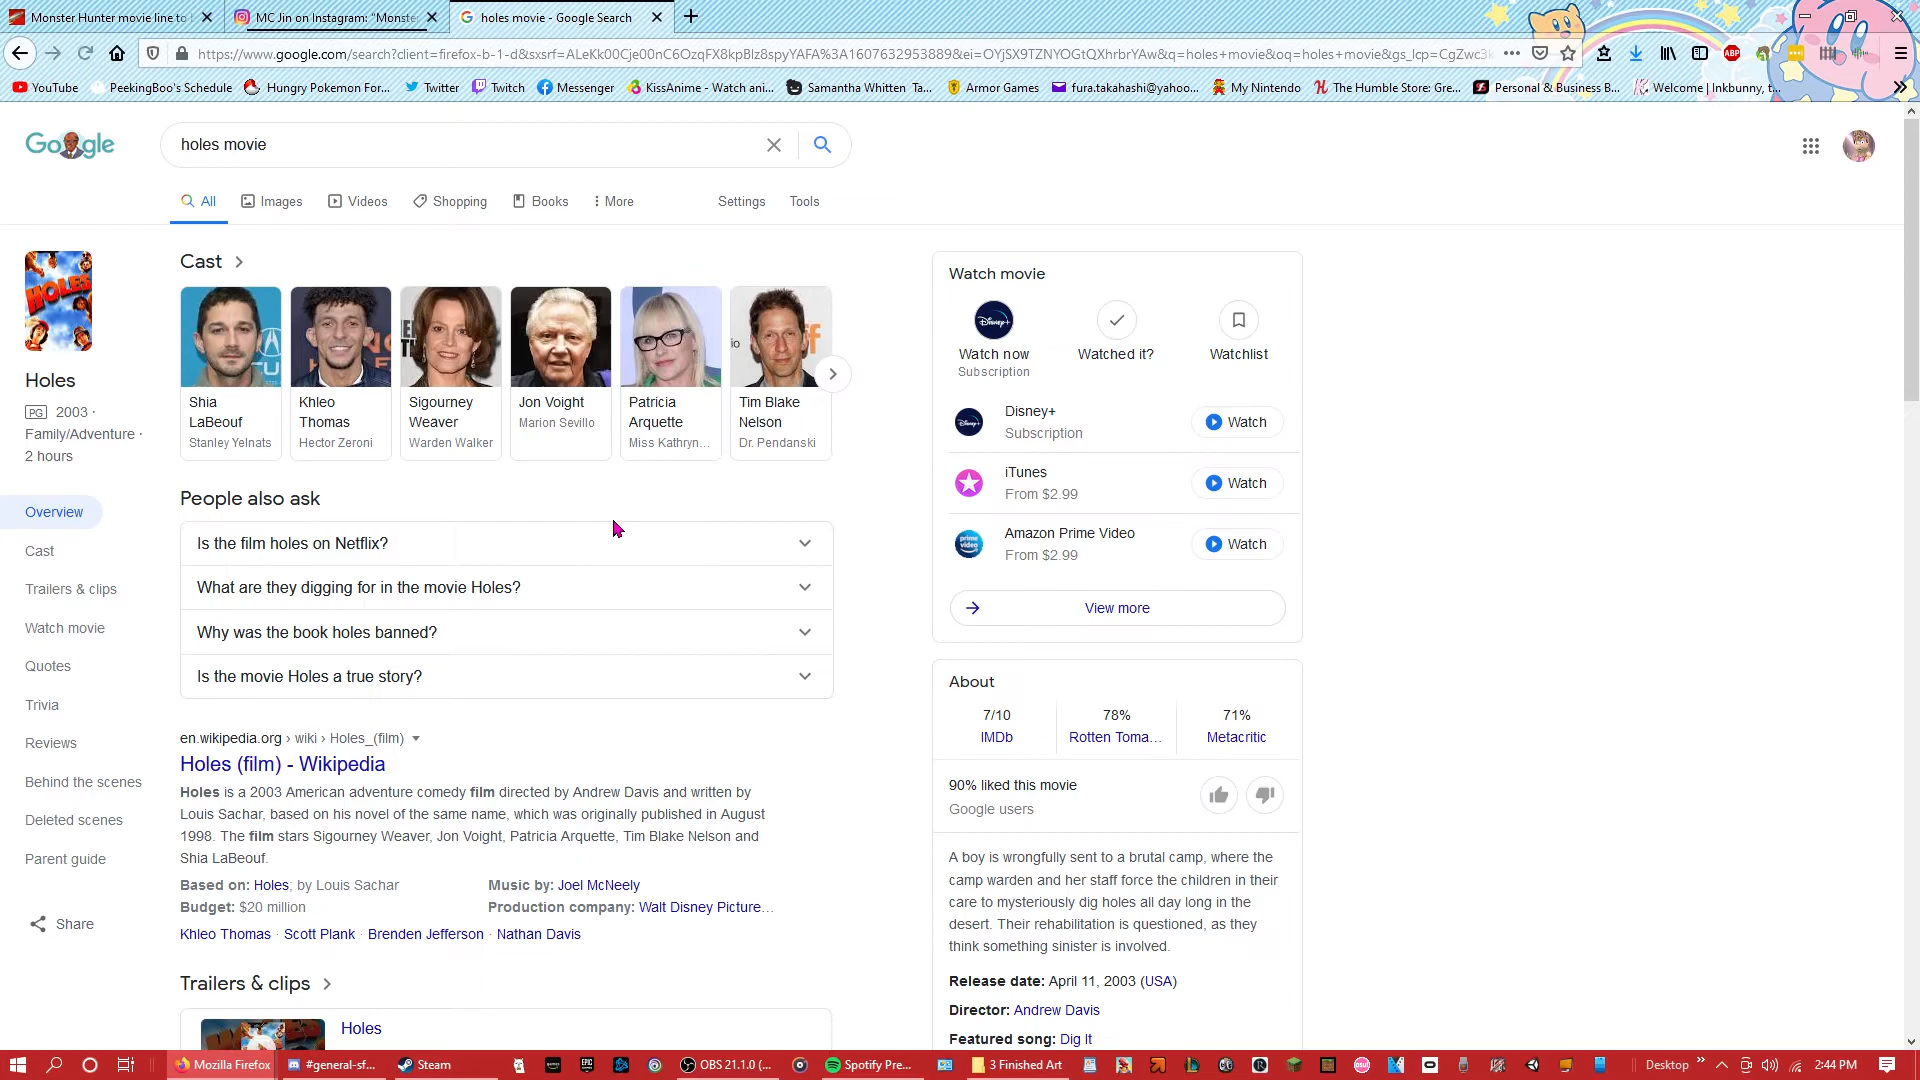 Monster Hunter movie line to
MC Jin on Instagram: "Monster
holes movie - Google Search
https://www.google.com/search?client=firefox-b-1-d&sxsrf=ALeKk00Cje00nC6OzqFX8kpBlz8spyYAFA%3A1607632953889&ei=OYjSX9TZNYOGtQXhrbrYAw&q=holes+movie&oq=holes+movie&gs_lcp=CgZwc3k
YouTube
PeekingBoo's Schedule
Hungry Pokemon For...
Twitter
Twitch
Messenger
KissAnime - Watch ani...
Samantha Whitten Ta...
Armor Games
fura.takahashi@yahoo...
My Nintendo
The Humble Store: Gre...
Personal & Business B...
Welcome | Inkbunny, t...
Google
holes movie
All
Images
Videos
Shopping
Books
More
Settings
Tools
HOLES
Holes
PG 2003 ·
Family/Adventure ·
2 hours
Overview
Cast
Trailers & clips
Watch movie
Quotes
Trivia
Reviews
Behind the scenes
Deleted scenes
Parent guide
Share
Cast
Shia
LaBeouf
Stanley Yelnats
Khleo
Thomas
Hector Zeroni
Sigourney
Weaver
Warden Walker
Jon Voight
Marion Sevillo
Patricia
Arquette
Miss Kathryn...
Tim Blake
Nelson
Dr. Pendanski
People also ask
Is the film holes on Netflix?
What are they digging for in the movie Holes?
Why was the book holes banned?
Is the movie Holes a true story?
en.wikipedia.org › wiki › Holes_(film)
Holes (film) - Wikipedia
Holes is a 2003 American adventure comedy film directed by Andrew Davis and written by
Louis Sachar, based on his novel of the same name, which was originally published in August
1998. The film stars Sigourney Weaver, Jon Voight, Patricia Arquette, Tim Blake Nelson and
Shia LaBeouf.
Based on: Holes; by Louis Sachar
Music by: Joel McNeely
Budget: $20 million
Production company: Walt Disney Picture…
Khleo Thomas · Scott Plank · Brenden Jefferson · Nathan Davis
Trailers & clips
Holes
Watch movie
Disney+
Watch now
Subscription
Watched it?
Watchlist
Disney+
Subscription
Watch
iTunes
From $2.99
Watch
prime video
Amazon Prime Video
From $2.99
Watch
View more
About
7/10
IMDb
78%
Rotten Toma...
71%
Metacritic
90% liked this movie
Google users
A boy is wrongfully sent to a brutal camp, where the
camp warden and her staff force the children in their
care to mysteriously dig holes all day long in the
desert. Their rehabilitation is questioned, as they
think something sinister is involved.
Release date: April 11, 2003 (USA)
Director: Andrew Davis
Featured song: Dig It
Mozilla Firefox
#general-sf...
Steam
OBS 21.1.0 (...
Spotify Pre...
3 Finished Art
Desktop
2:44 PM